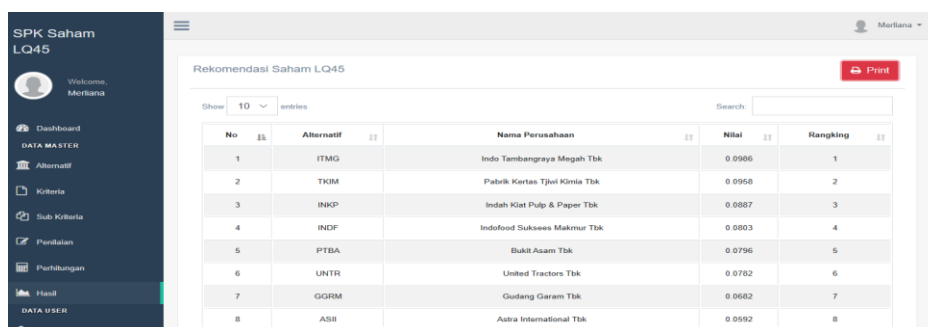 SPK Saham
LQ45
Welcome,
Merliana
Dashboard
DATA MASTER
Alternatif
Kriteria
Sub Kriteria
Penilaian
Perhitungan
Hasil
DATA USER
Merliana
Rekomendasi Saham LQ45
Print
Show 10 entries
Search:
No Alternatif Nama Perusahaan Nilai Rangking
1 ITMG Indo Tambangraya Megah Tbk 0.0986 1
2 TKIM Pabrik Kertas Tjiwi Kimia Tbk 0.0958 2
3 INKP Indah Kiat Pulp & Paper Tbk 0.0887 3
4 INDF Indofood Suksees Makmur Tbk 0.0803 4
5 PTBA Bukit Asam Tbk 0.0796 5
6 UNTR United Tractors Tbk 0.0782 6
7 GGRM Gudang Garam Tbk 0.0682 7
8 ASII Astra International Tbk 0.0592 8